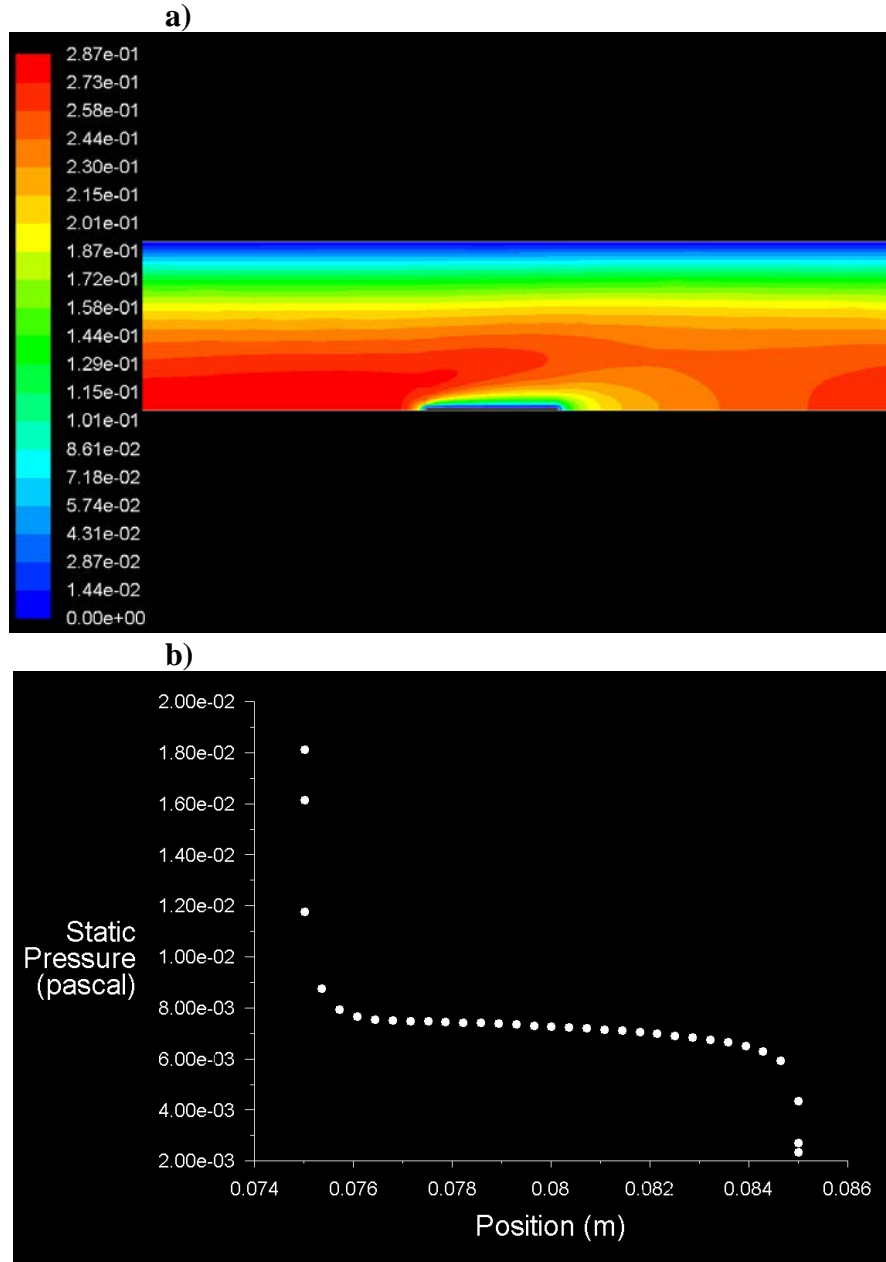 a)
2.87e-01
2.73e-01
2.58e-01
2.44e-01
2.30e-01
2.15e-01
2.01e-01
1.87e-01
1.72e-01
1.58e-01
1.44e-01
1.29e-01
1.15e-01
1.01e-01
8.61e-02
7.18e-02
5.74e-02
4.31e-02
2.87e-02
1.44e-02
0.00e+00
b)
2.00e-02
1.80e-02
1.60e-02
1.40e-02
1.20e-02
1.00e-02
8.00e-03
6.00e-03
4.00e-03
2.00e-03
Static
Pressure
(pascal)
0.074
0.076
0.078
0.08
0.082
0.084
0.086
Position (m)